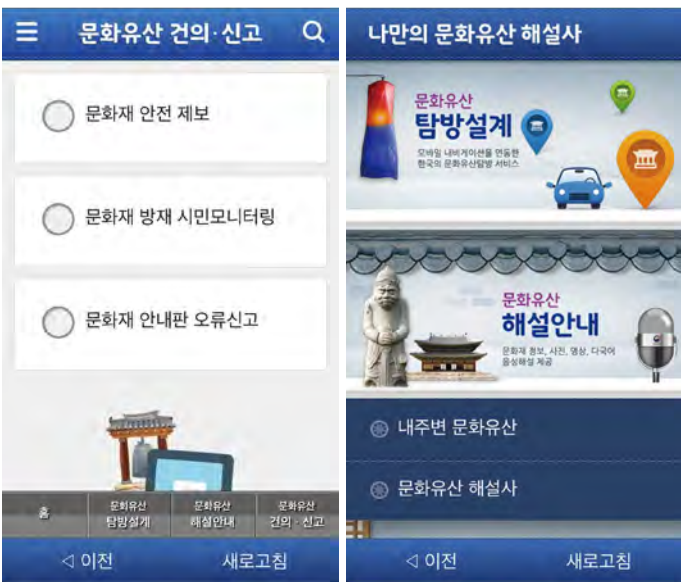 문화유산 건의·신고
문화재 안전 제보
문화재 방재 시민모니터링
문화재 안내판 오류신고
홈
문화유산
탐방설계
문화유산
해설안내
문화유산
건의·신고
◁ 이전
새로고침
나만의 문화유산 해설사
문화유산
탐방설계
모바일 내비게이션을 연동한
한국의 문화유산탐방 서비스
문화유산
해설안내
문화재 정보, 사진, 영상, 다국어
음성해설 제공
내주변 문화유산
문화유산 해설사
◁ 이전
새로고침